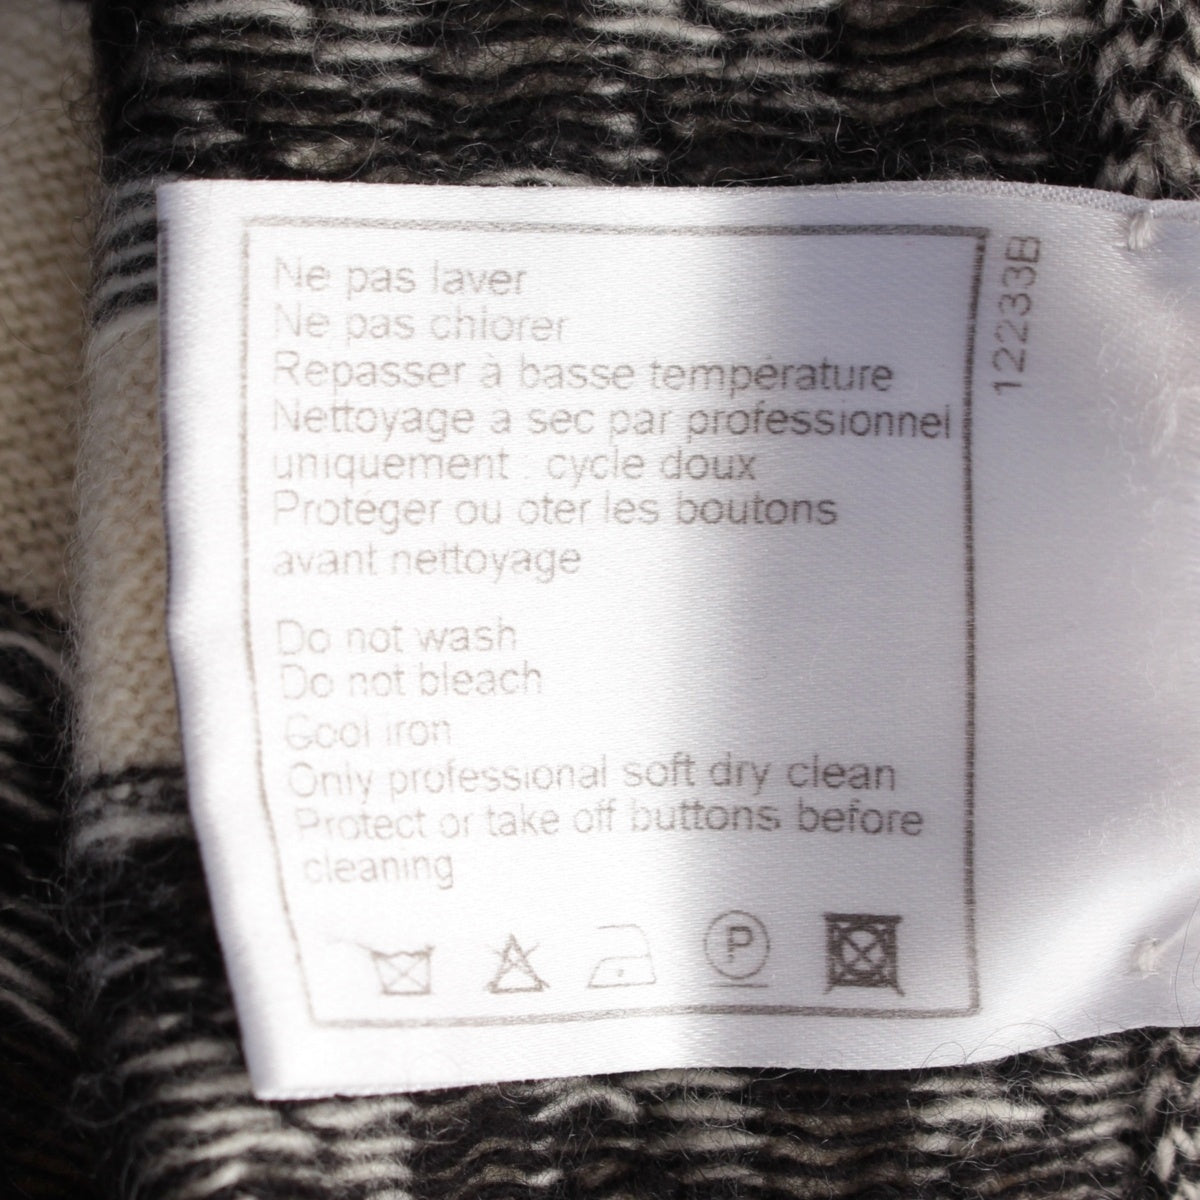 Ne pas laver
Ne pas chlorer
Repasser à basse température
Nettoyage à sec par professionnel
uniquement : cycle doux
Protéger ou oter les boutons
avant nettoyage
Do not wash
Do not bleach
Cool iron
Only professional soft dry clean
Protect or take off buttons before
cleaning
P
12233B